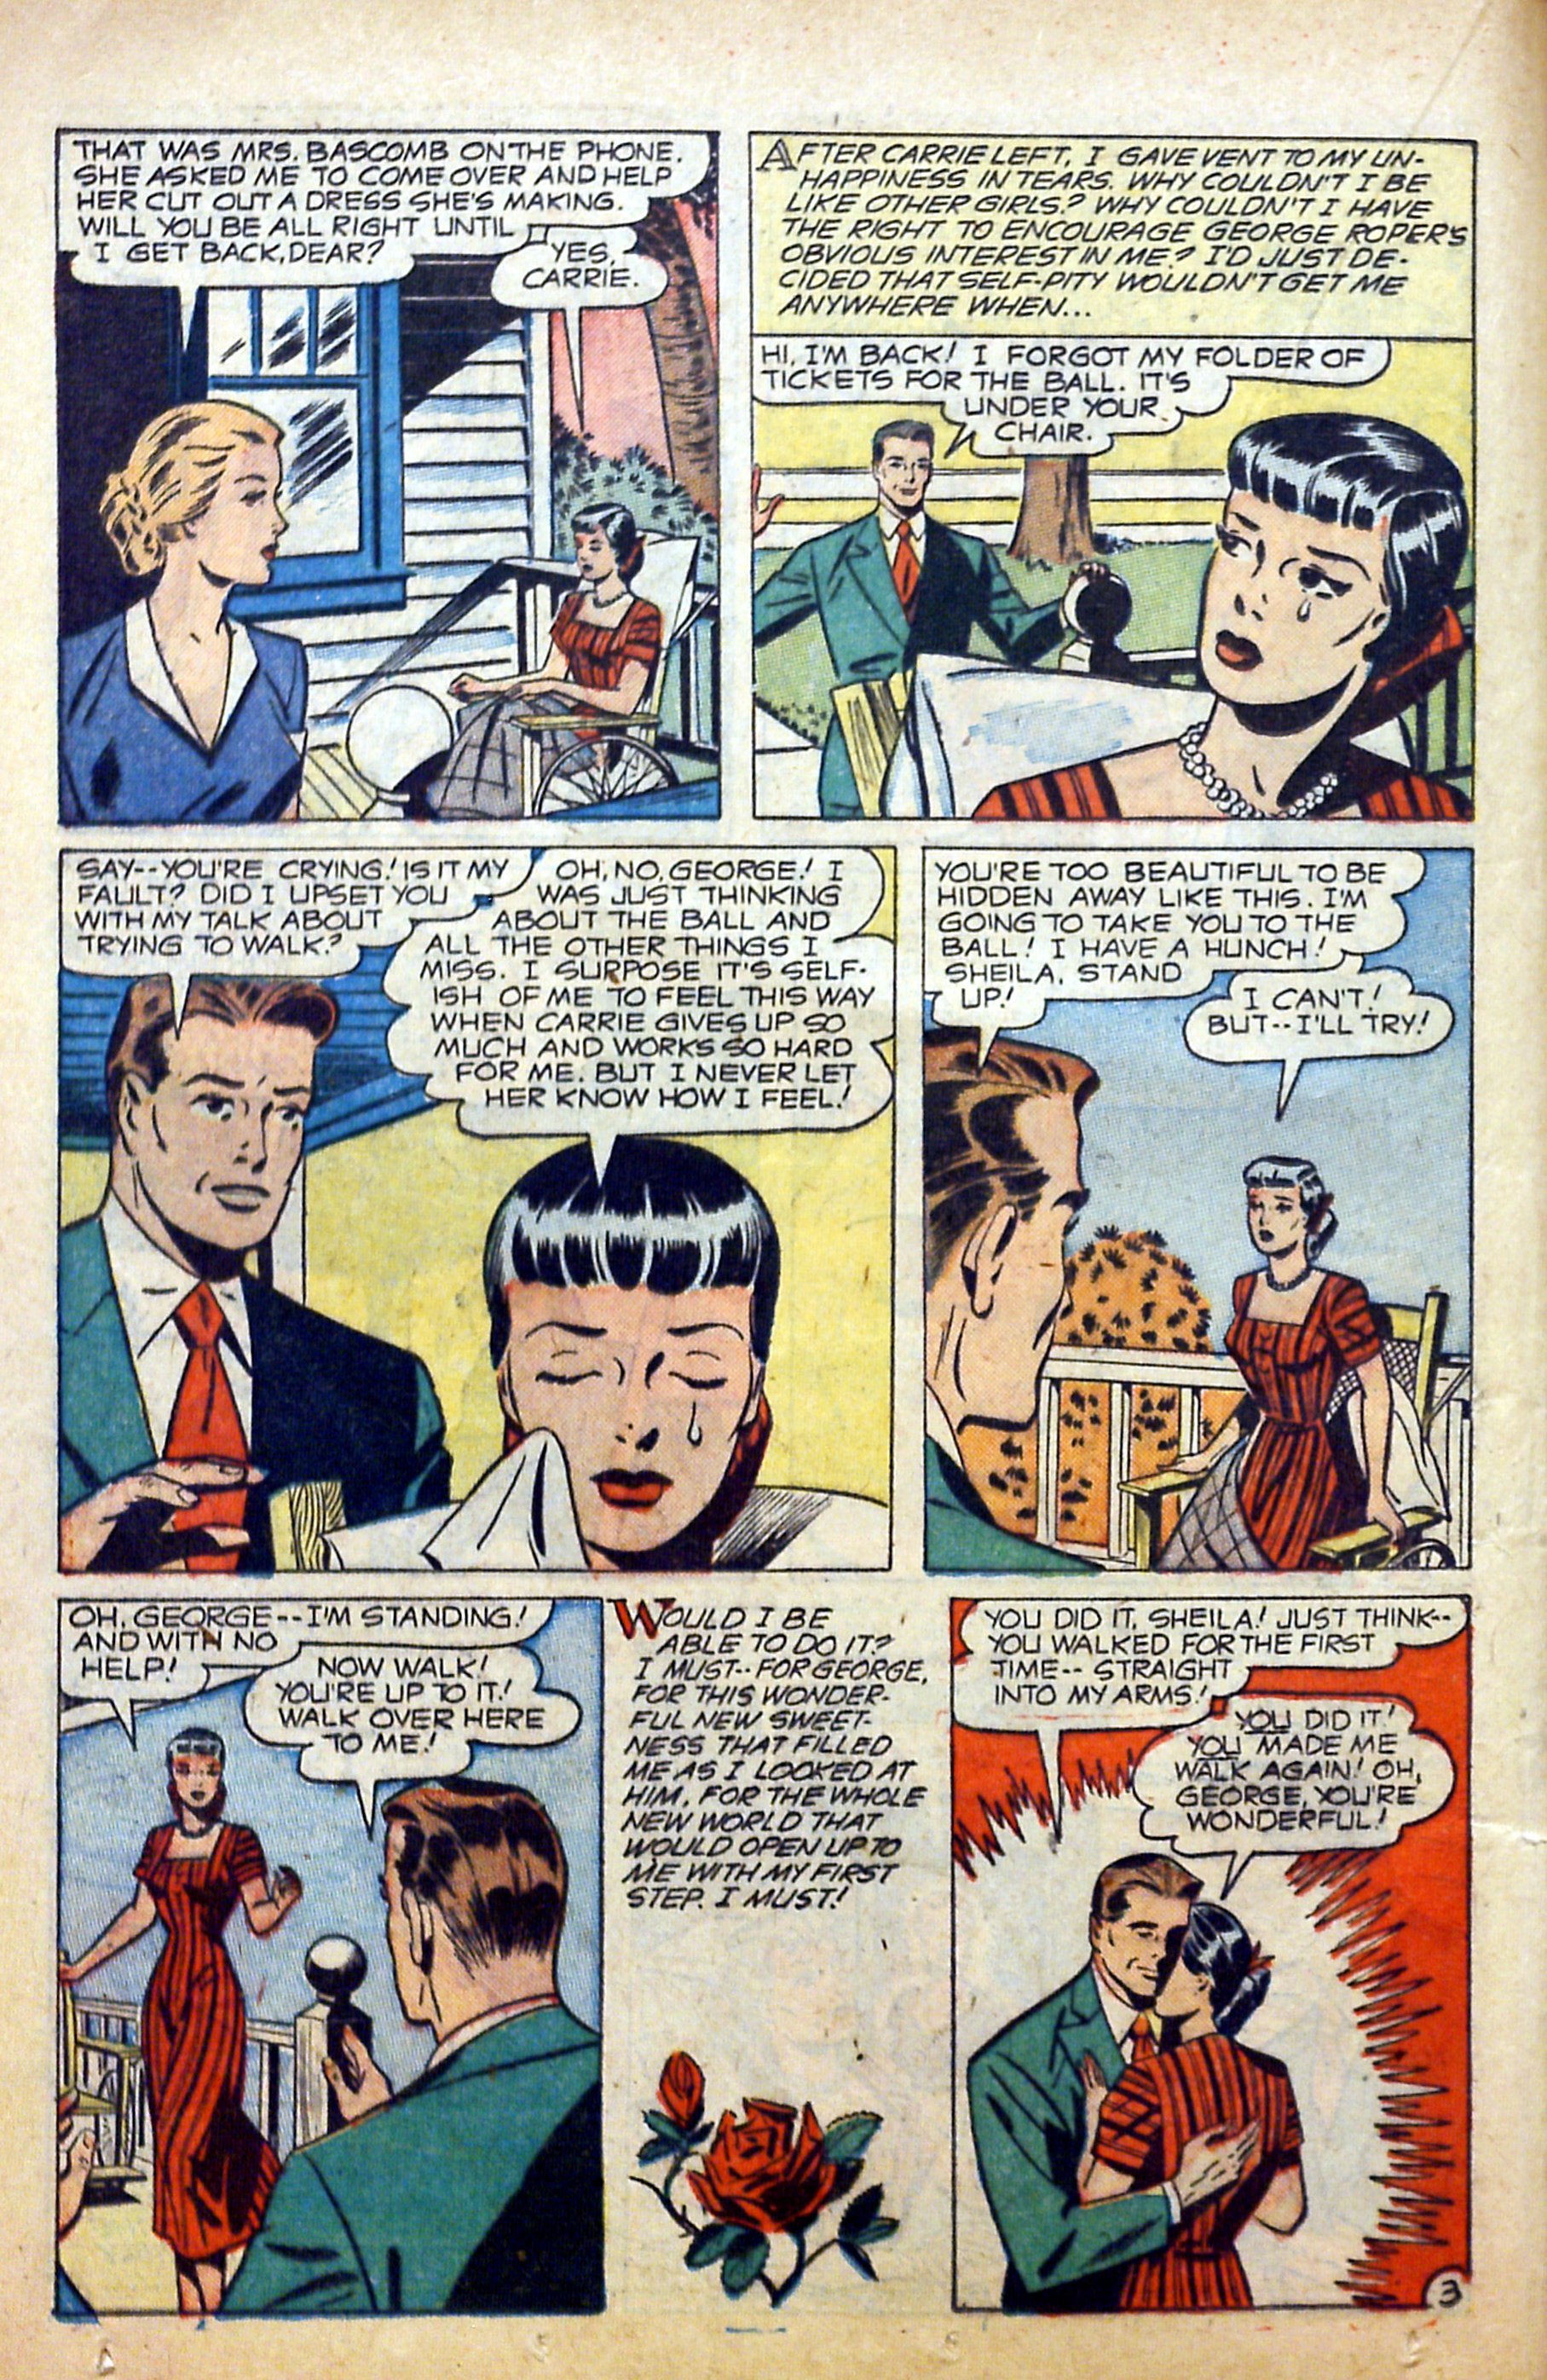 THAT WAS MRS. BASCOMB ON THE PHONE.
SHE ASKED ME TO COME OVER AND HELP
HER CUT OUT A DRESS SHE'S MAKING.
WILL YOU BE ALL RIGHT UNTIL
I GET BACK, DEAR?
YES,
CARRIE.
AFTER CARRIE LEFT, I GAVE VENT TO MY UN-
HAPPINESS IN TEARS. WHY COULDN'T I BE
LIKE OTHER GIRLS? WHY COULDN'T I HAVE
THE RIGHT TO ENCOURAGE GEORGE ROPER'S
OBVIOUS INTEREST IN ME? I'D JUST DE-
CIDED THAT SELF-PITY WOULDN'T GET ME
ANYWHERE WHEN...
HI, I'M BACK! I FORGOT MY FOLDER OF
TICKETS FOR THE BALL. IT'S
UNDER YOUR
CHAIR.
SAY--YOU'RE CRYING! IS IT MY
FAULT? DID I UPSET YOU
WITH MY TALK ABOUT
TRYING TO WALK?
OH, NO, GEORGE! I
WAS JUST THINKING
ABOUT THE BALL AND
ALL THE OTHER THINGS I
MISS. I SURPOSE IT'S SELF-
ISH OF ME TO FEEL THIS WAY
WHEN CARRIE GIVES UP SO
MUCH AND WORKS SO HARD
FOR ME. BUT I NEVER LET
HER KNOW HOW I FEEL!
YOU'RE TOO BEAUTIFUL TO BE
HIDDEN AWAY LIKE THIS. I'M
GOING TO TAKE YOU TO THE
BALL! I HAVE A HUNCH!
SHEILA, STAND
UP!
I CAN'T!
BUT--I'LL TRY!
OH, GEORGE--I'M STANDING!
AND WITH NO
HELP!
NOW WALK!
YOU'RE UP TO IT!
WALK OVER HERE
TO ME!
WOULD I BE
ABLE TO DO IT?
I MUST--FOR GEORGE,
FOR THIS WONDER-
FUL NEW SWEET-
NESS THAT FILLED
ME AS I LOOKED AT
HIM, FOR THE WHOLE
NEW WORLD THAT
WOULD OPEN UP TO
ME WITH MY FIRST
STEP. I MUST!
YOU DID IT, SHEILA! JUST THINK--
YOU WALKED FOR THE FIRST
TIME-- STRAIGHT
INTO MY ARMS!
YOU DID IT!
YOU MADE ME
WALK AGAIN! OH,
GEORGE, YOU'RE
WONDERFUL!
3